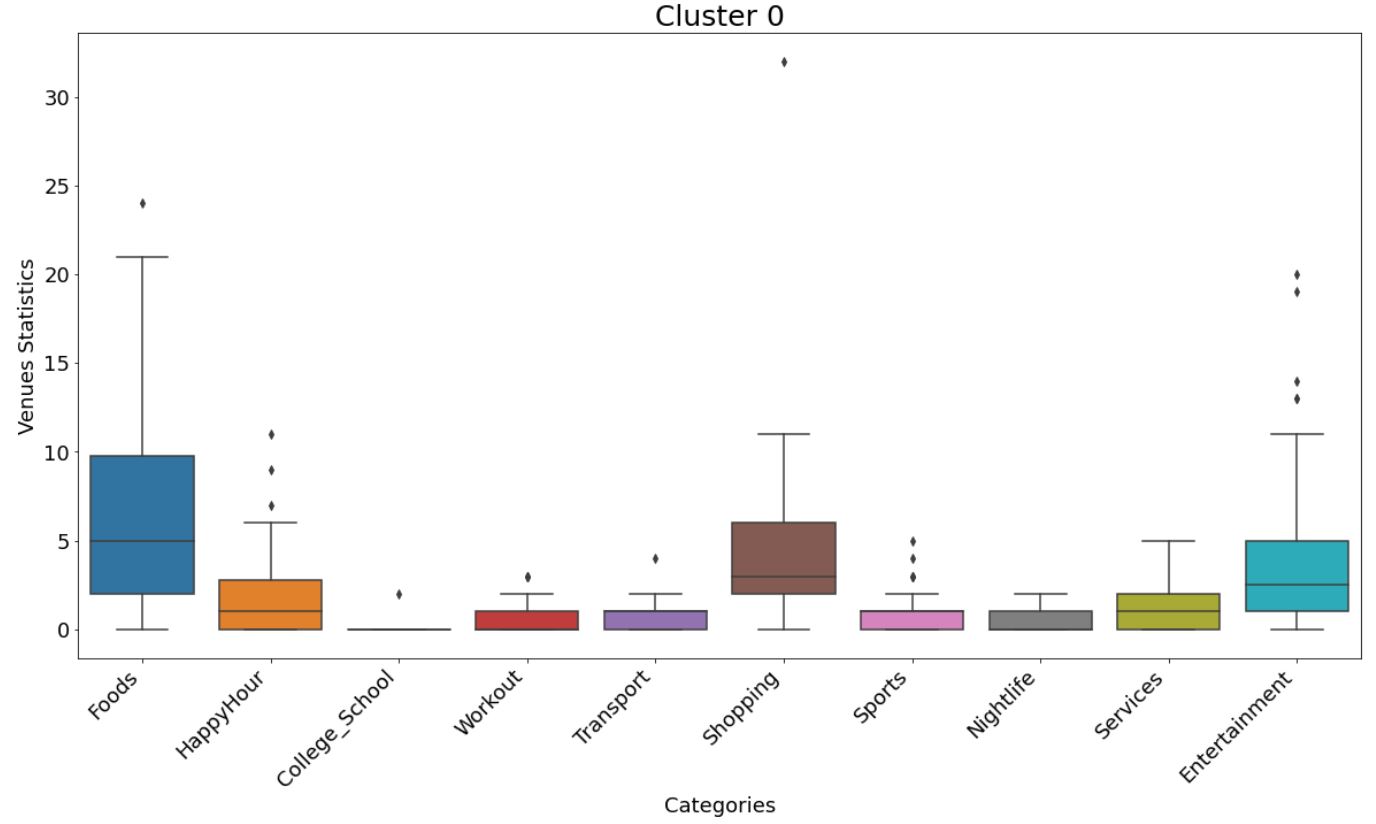 Cluster 0
30
25
20
15
10
5
0
Venues Statistics
Foods
HappyHour
College_School
Workout
Transport
Shopping
Sports
Nightlife
Services
Entertainment
Categories